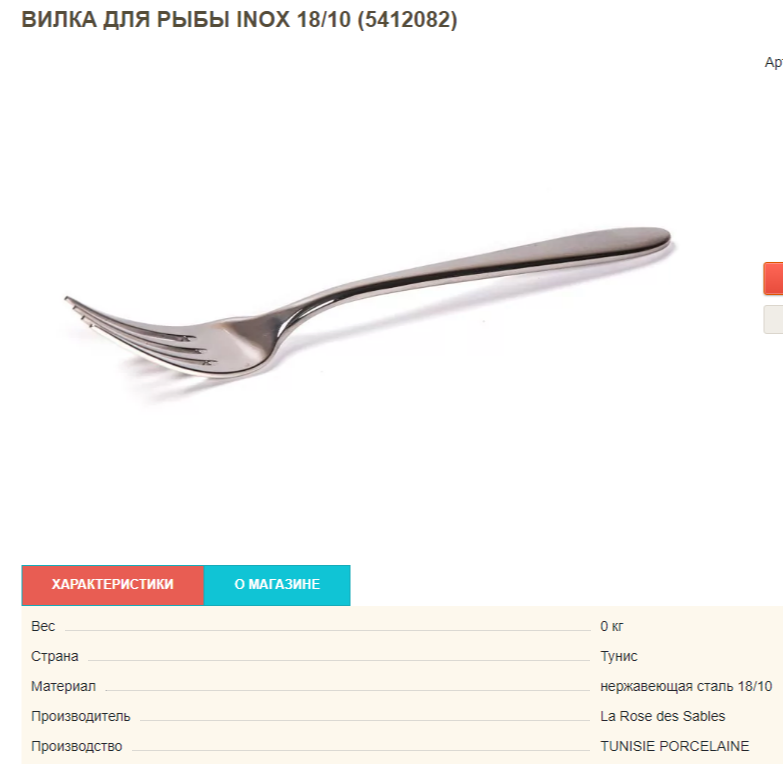 ВИЛКА ДЛЯ РЫБЫ INOX 18/10 (5412082)
ХАРАКТЕРИСТИКИ О МАГАЗИНЕ
Вес 0 кг
Страна Тунис
Материал нержавеющая сталь 18/10
Производитель La Rose des Sables
Производство TUNISIE PORCELAINE